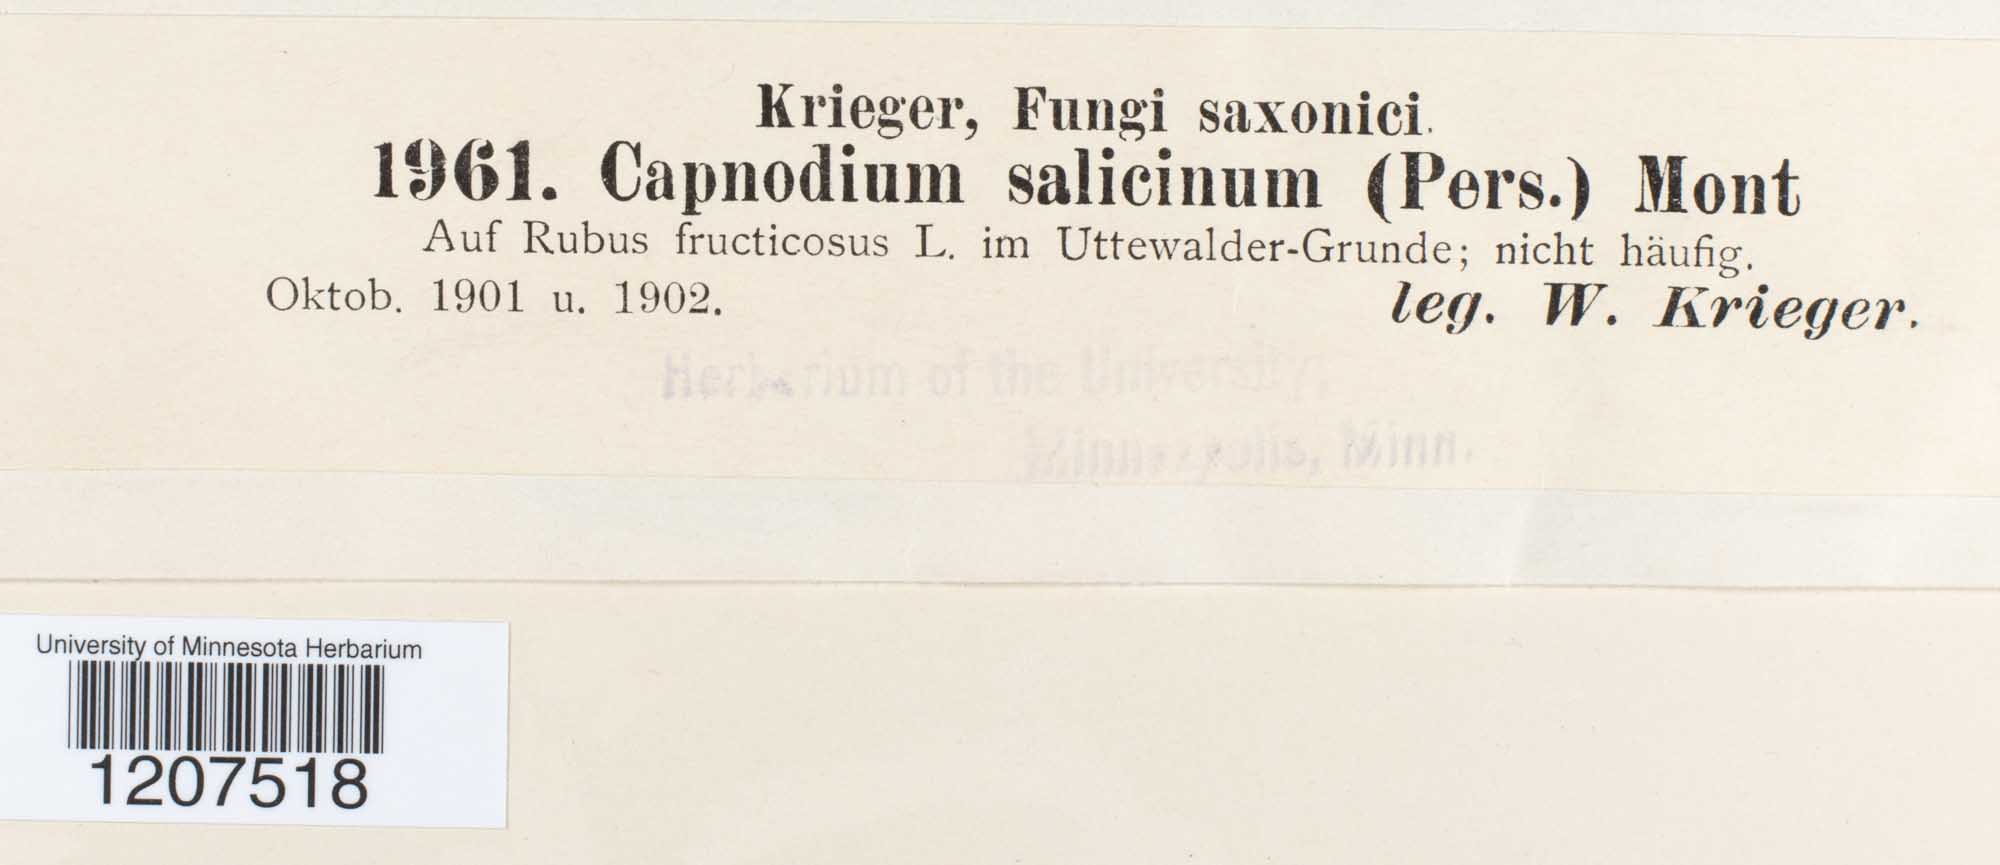 Krieger, Fungi saxonici.
1961. Capnodium salicinum (Pers.) Mont
Auf Rubus fructicosus L. im Uttewalder-Grunde; nicht häufig.
Oktob. 1901 u. 1902.
leg. W. Krieger.
Herbarium of the University,
Minneapolis, Minn.
University of Minnesota Herbarium
1207518